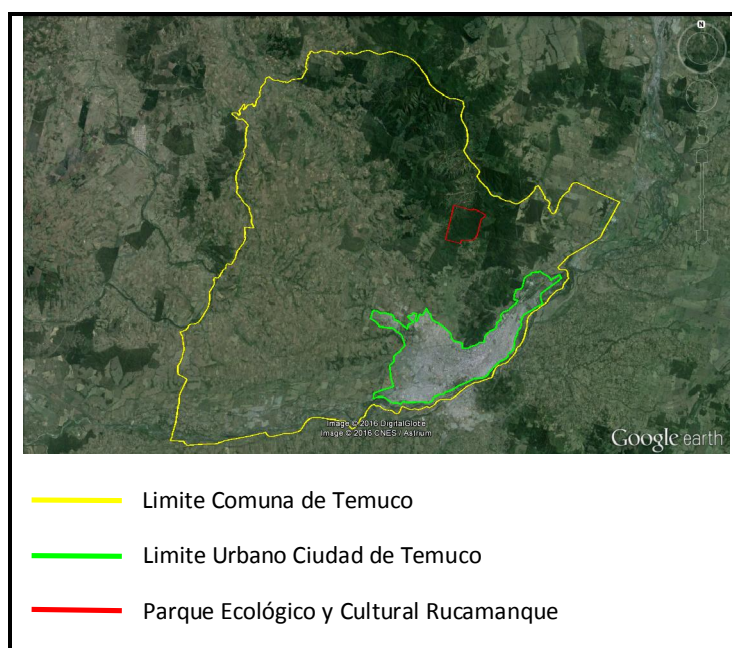 N
Image © 2016 DigitalGlobe
Image © 2016 CNES / Astrium
Google earth
Limite Comuna de Temuco
Limite Urbano Ciudad de Temuco
Parque Ecológico y Cultural Rucamanque